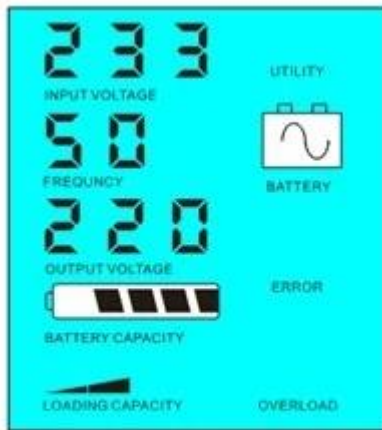 233
INPUT VOLTAGE
UTILITY
50
FREQUNCY
BATTERY
220
OUTPUT VOLTAGE
ERROR
BATTERY CAPACITY
LOADING CAPACITY
OVERLOAD